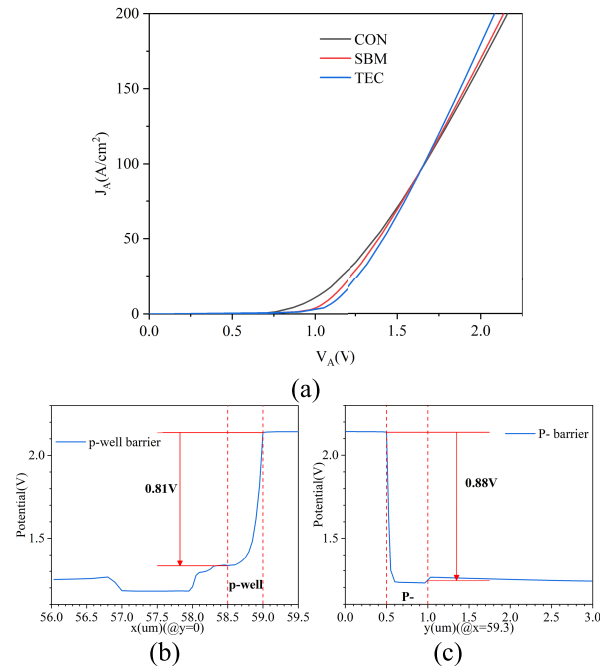 200
150
100
50
0
J_A(A/cm²)
CON
SBM
TEC
0.0 0.5 1.0 1.5 2.0
V_A(V)
(a)
2.0
1.5
Potential(V)
p-well barrier
0.81V
p-well
56.0 56.5 57.0 57.5 58.0 58.5 59.0 59.5
x(um)(@y=0)
(b)
2.0
1.5
Potential(V)
P- barrier
0.88V
P-
0.0 0.5 1.0 1.5 2.0 2.5 3.0
y(um)(@x=59.3)
(c)